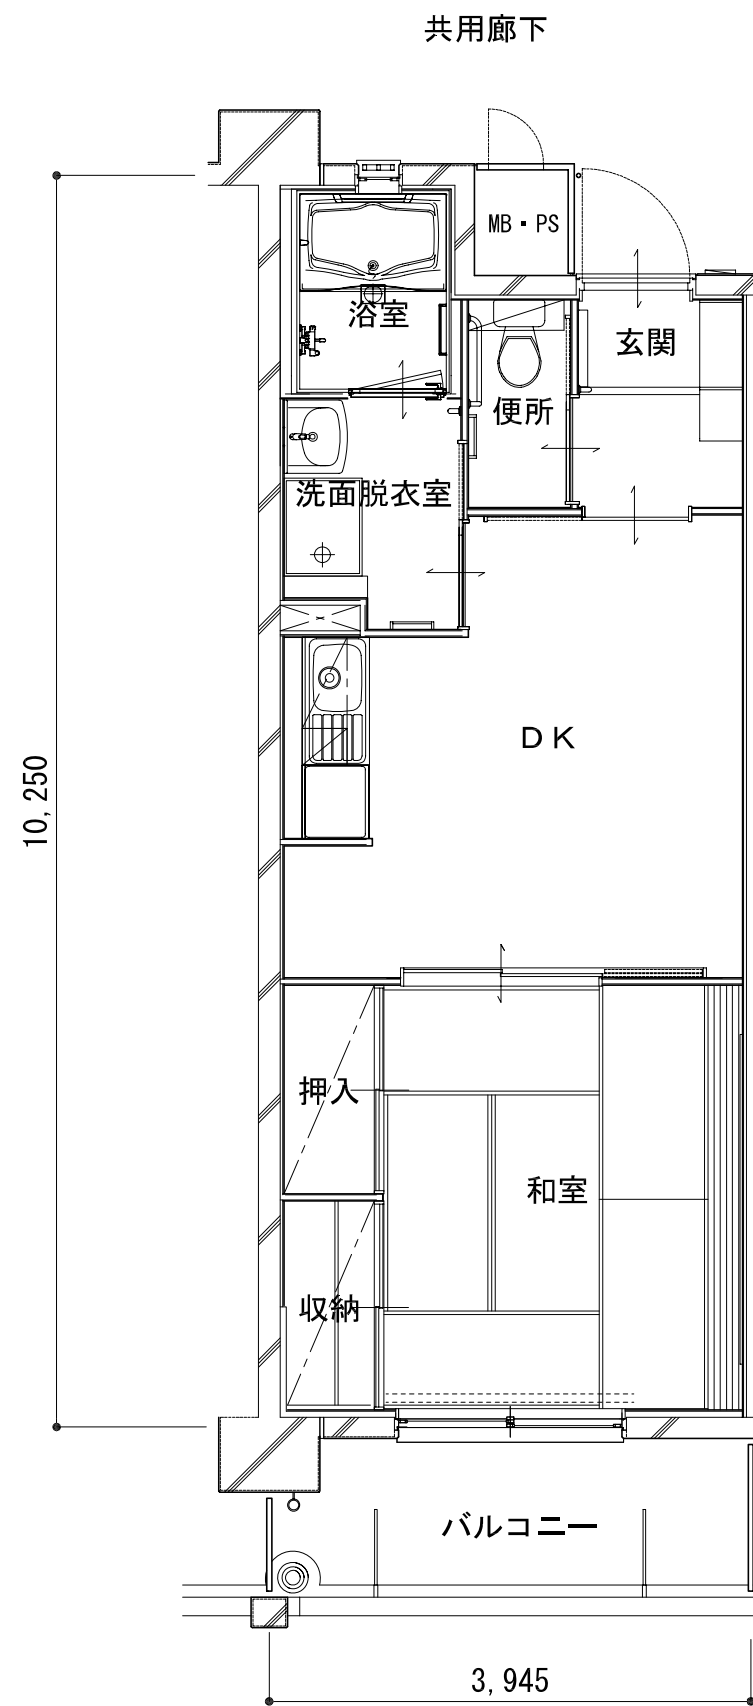 共用廊下
MB・PS
浴室
玄関
便所
洗面脱衣室
DK
10,250
押入
和室
収納
バルコニー
3,945